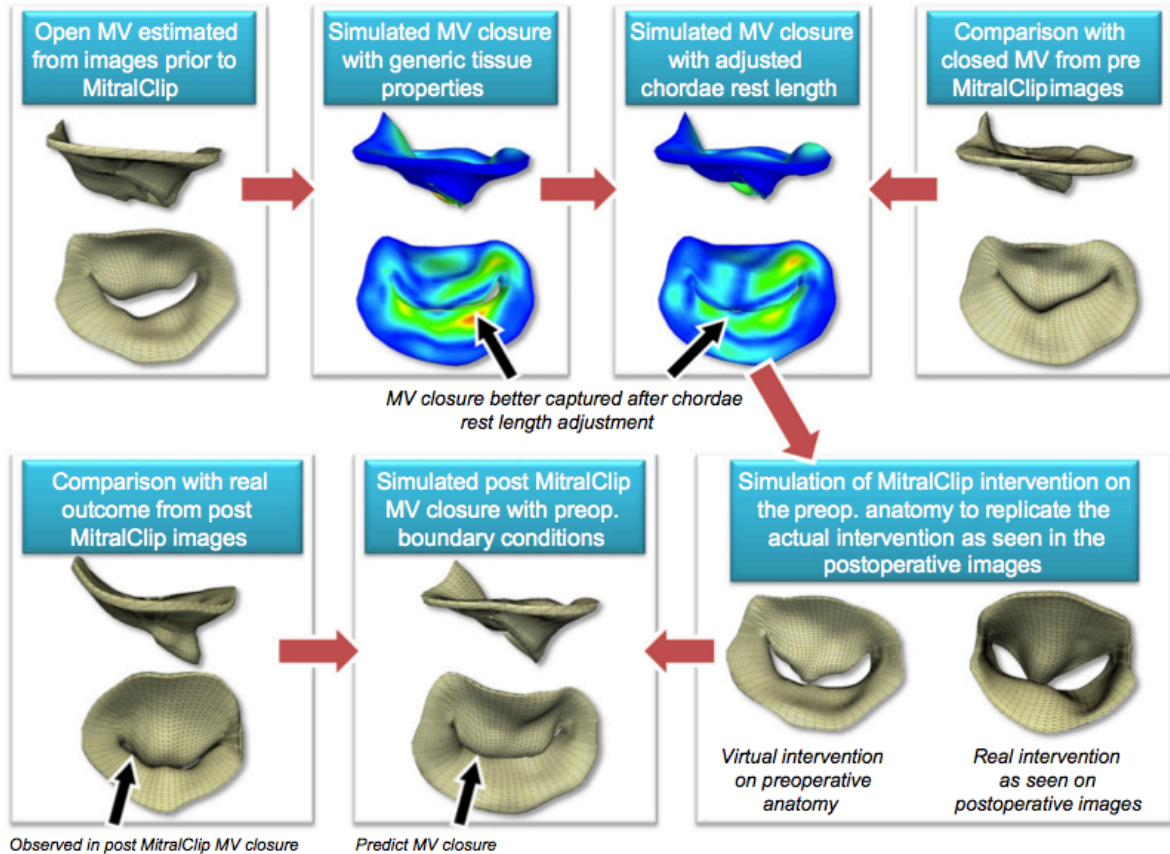 Open MV estimated
from images prior to
MitralClip
Simulated MV closure
with generic tissue
properties
Simulated MV closure
with adjusted
chordae rest length
Comparison with
closed MV from pre
MitralClip images
MV closure better captured after chordae
rest length adjustment
Comparison with real
outcome from post
MitralClip images
Simulated post MitralClip
MV closure with preop.
boundary conditions
Simulation of MitralClip intervention on
the preop. anatomy to replicate the
actual intervention as seen in the
postoperative images
Virtual intervention
on preoperative
anatomy
Real intervention
as seen on
postoperative images
Observed in post MitralClip MV closure
Predict MV closure